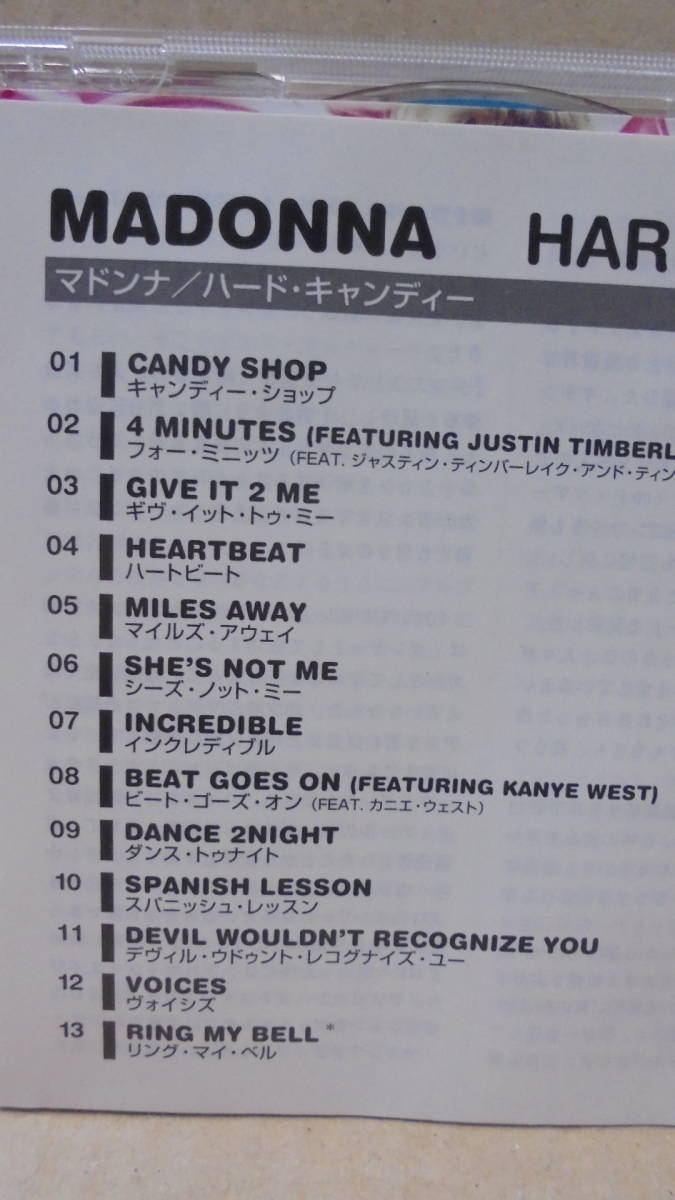 MADONNA HAR
マドンナ／ハード・キャンディー
01 CANDY SHOP
キャンディー・ショップ
02 4 MINUTES (FEATURING JUSTIN TIMBERL
フォー・ミニッツ (FEAT. ジャスティン・ティンバーレイク・アンド・ティン
03 GIVE IT 2 ME
ギヴ・イット・トゥ・ミー
04 HEARTBEAT
ハートビート
05 MILES AWAY
マイルズ・アウェイ
06 SHE'S NOT ME
シーズ・ノット・ミー
07 INCREDIBLE
インクレディブル
08 BEAT GOES ON (FEATURING KANYE WEST)
ビート・ゴーズ・オン (FEAT. カニエ・ウェスト)
09 DANCE 2NIGHT
ダンス・トゥナイト
10 SPANISH LESSON
スパニッシュ・レッスン
11 DEVIL WOULDN'T RECOGNIZE YOU
デヴィル・ウドゥント・レコグナイズ・ユー
12 VOICES
ヴォイシズ
13 RING MY BELL*
リング・マイ・ベル